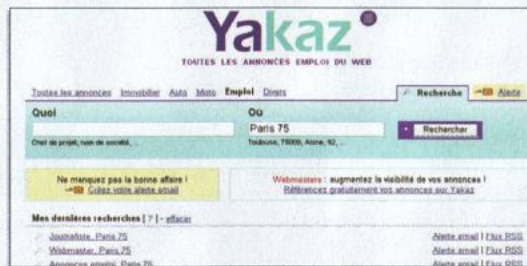 Yakaz
TOUTES LES ANNONCES EMPLOI DU WEB
Toutes les annonces Immobilier Auto Moto Emploi Divers Recherche Alerte
Quoi Où
Paris 75 Rechercher
Chef de projet, nom de société, .. Toulouse, 75009, Aisne, 92, ..
Ne manquez pas la bonne affaire ! Webmasters : augmentez la visibilité de vos annonces !
Créez votre alerte email Référencez gratuitement vos annonces sur Yakaz
Mes dernières recherches [ ? ] - effacer
Journaliste, Paris 75 Alerte email | Flux RSS
Webmaster, Paris 75 Alerte email | Flux RSS
Annonces emploi, Paris 75 Alerte email | Flux RSS